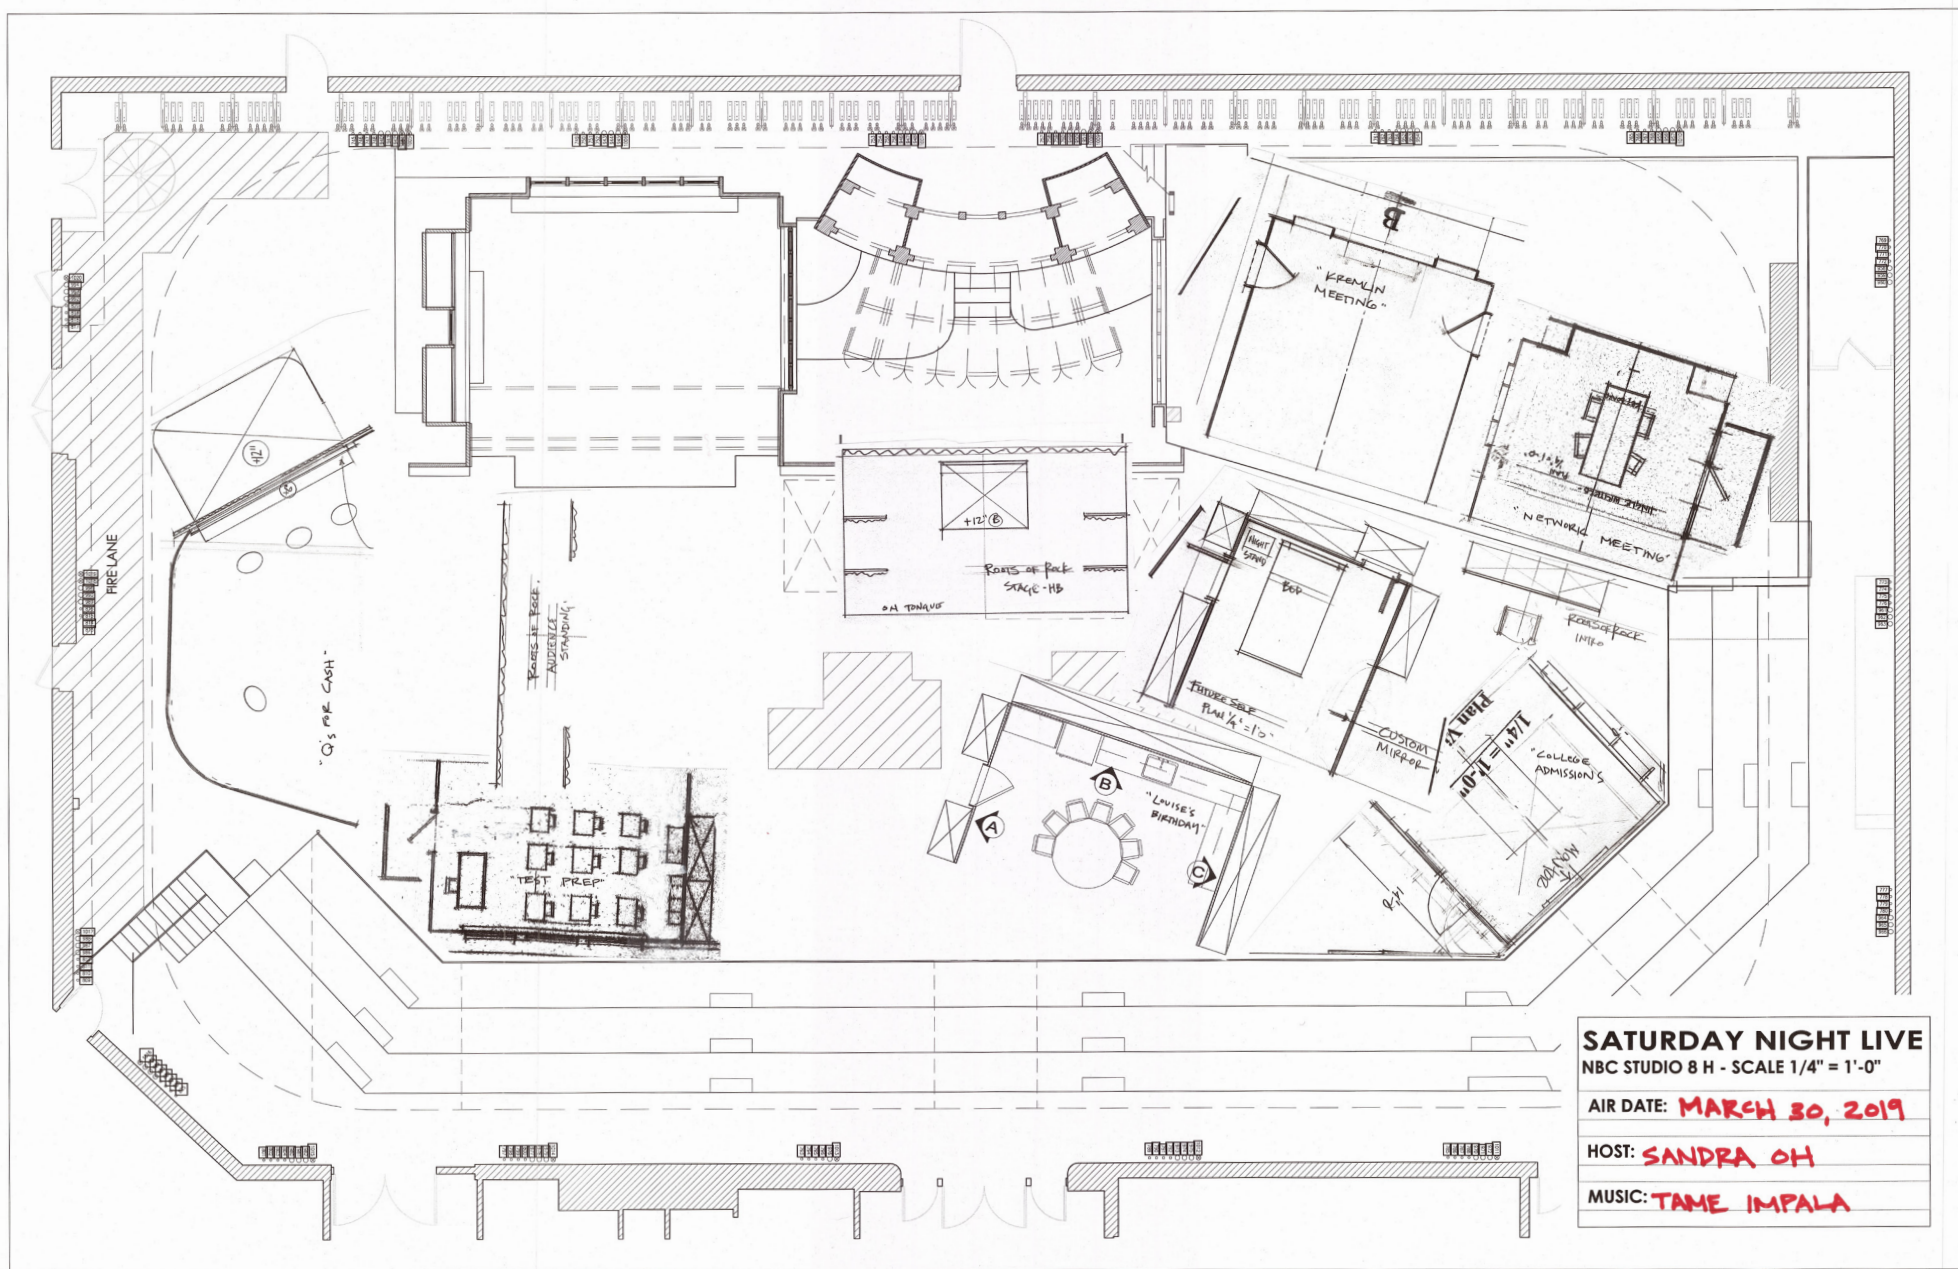 B
"KREMLIN
MEETING"
"NETWORK MEETING"
+12"
+12" B
ROOTS OF ROCK
STAGE-HB
ON TONGUE
NIGHT
STAND
BED
ROOTS OF ROCK
INTRO
FIRE LANE
"Q's FOR CASH"
ROOTS OF ROCK.
AUDIENCE
STANDING.
FUTURE SELF
PLAN 1/4" = 1'0"
CUSTOM
MIRROR
Plan Vi
1/4" = 1'-0"
"COLLEGE
ADMISSIONS
"LOUISE'S
BIRTHDAY"
A
B
C
"TEST PREP"
SATURDAY NIGHT LIVE
NBC STUDIO 8 H - SCALE 1/4" = 1'-0"
AIR DATE: MARCH 30, 2019
HOST: SANDRA OH
MUSIC: TAME IMPALA